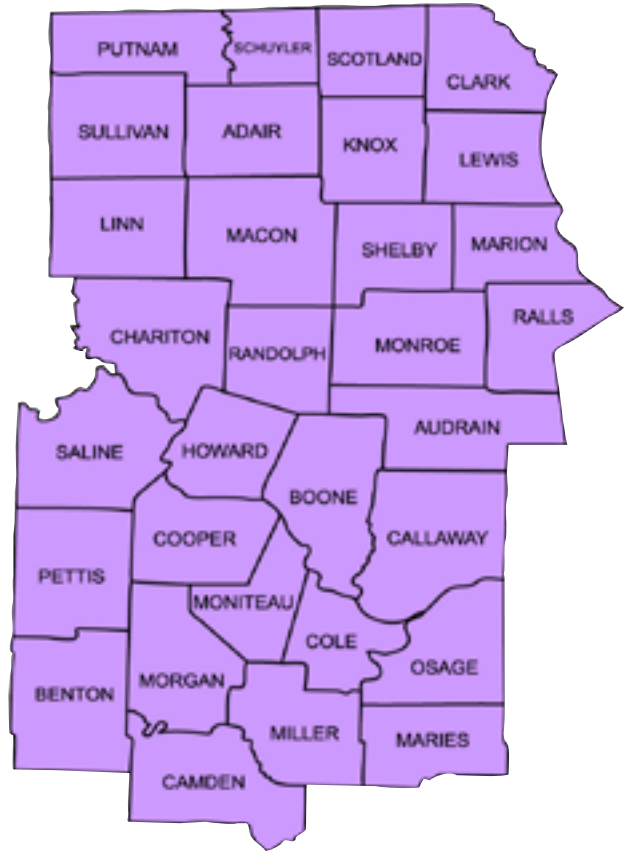 PUTNAM
SCHUYLER
SCOTLAND
CLARK
SULLIVAN
ADAIR
KNOX
LEWIS
LINN
MACON
SHELBY
MARION
CHARITON
RANDOLPH
MONROE
RALLS
SALINE
HOWARD
BOONE
AUDRAIN
PETTIS
COOPER
CALLAWAY
MONITEAU
COLE
OSAGE
BENTON
MORGAN
MILLER
MARIES
CAMDEN